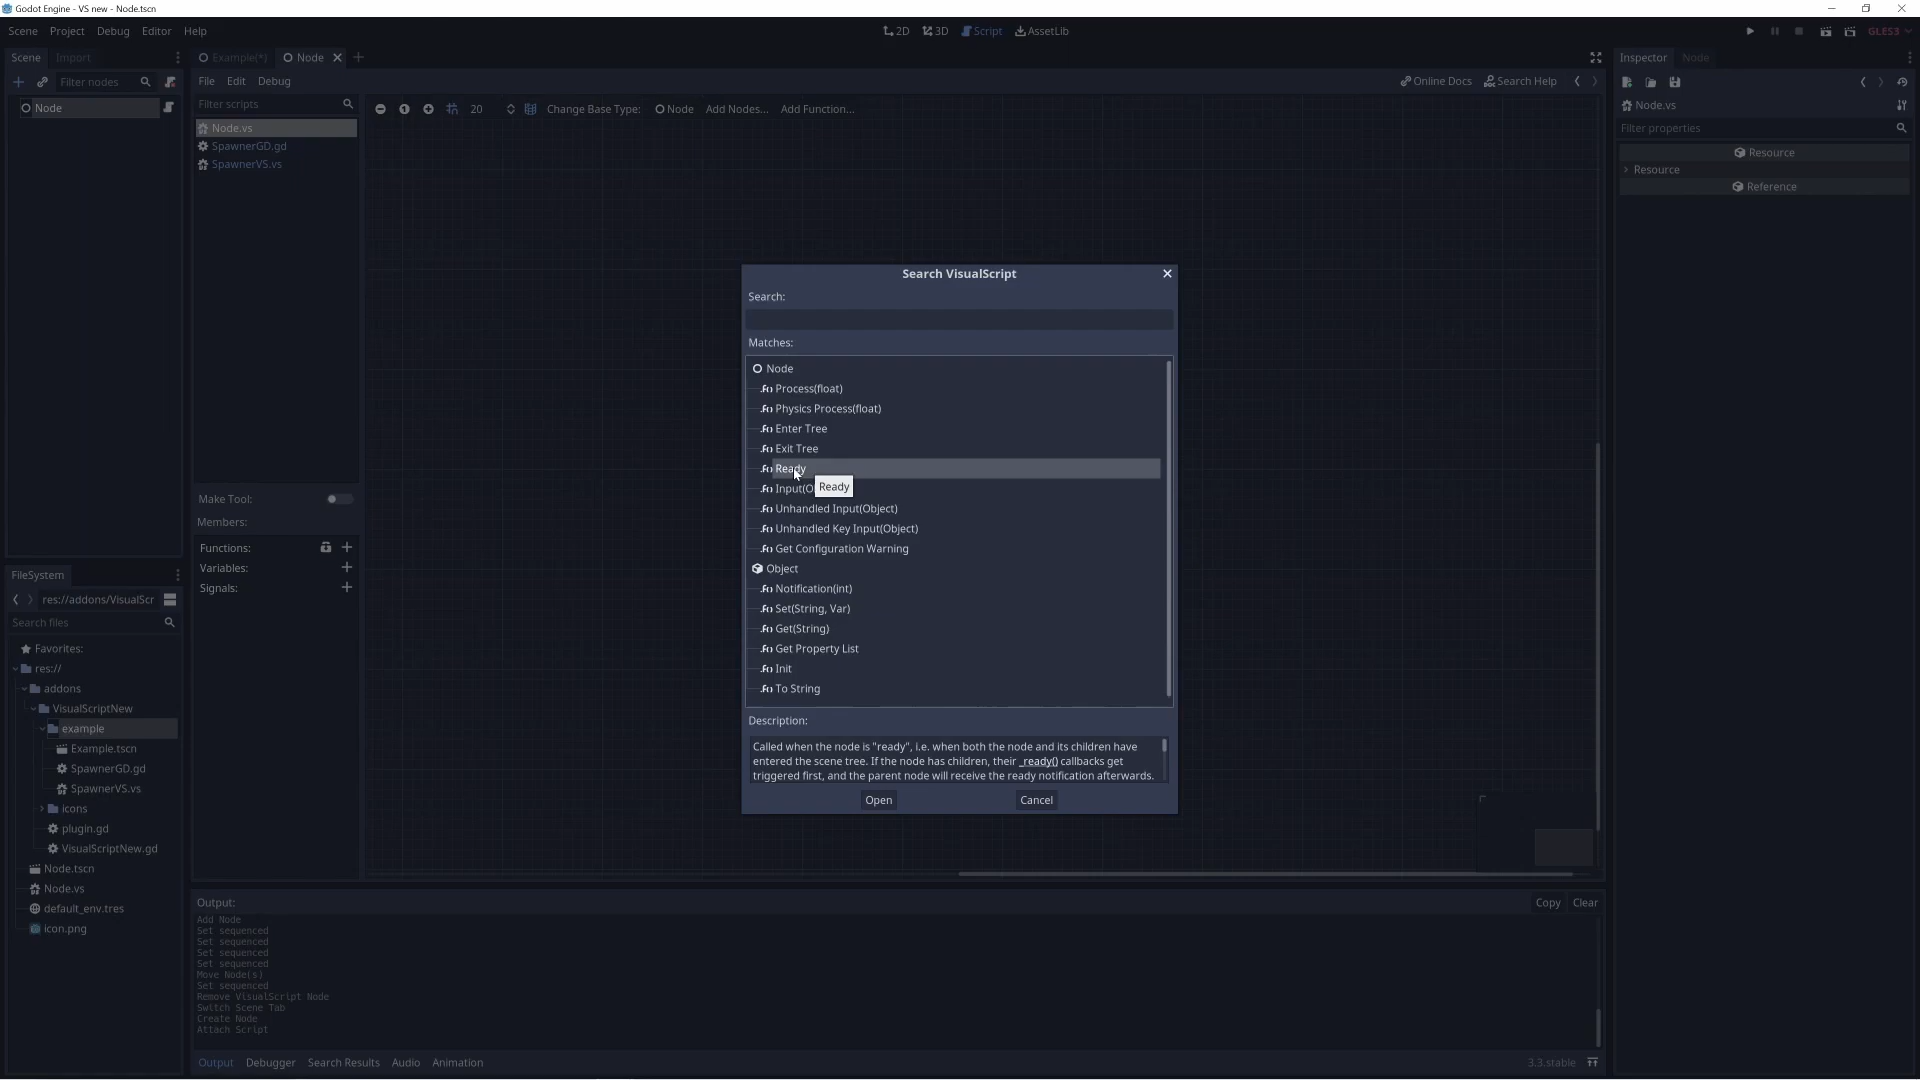 Godot Engine - VS new - Node.tscn
Scene Project Debug Editor Help
2D 3D Script AssetLib
GLES3
Scene Import
Example(*) Node
Inspector Node
Filter nodes
File Edit Debug
Online Docs Search Help
Node
Filter scripts
20 Change Base Type: Node Add Nodes... Add Function...
Node.vs
Filter properties
Node.vs
SpawnerGD.gd
SpawnerVS.vs
Resource
Resource
Reference
Search VisualScript
Search:
Matches:
Node
Process(float)
Physics Process(float)
Enter Tree
Exit Tree
Ready
Ready
Input(O
Unhandled Input(Object)
Unhandled Key Input(Object)
Get Configuration Warning
Object
Notification(int)
Set(String, Var)
Get(String)
Get Property List
Init
To String
Description:
Called when the node is "ready", i.e. when both the node and its children have
entered the scene tree. If the node has children, their _ready() callbacks get
triggered first, and the parent node will receive the ready notification afterwards.
Open Cancel
Make Tool:
Members:
Functions:
Variables:
Signals:
FileSystem
res://addons/VisualScr
Search files
Favorites:
res://
addons
VisualScriptNew
example
Example.tscn
SpawnerGD.gd
SpawnerVS.vs
icons
plugin.gd
VisualScriptNew.gd
Node.tscn
Node.vs
default_env.tres
icon.png
Output:
Copy Clear
Add Node
Set sequenced
Set sequenced
Set sequenced
Set sequenced
Move Node(s)
Set sequenced
Remove VisualScript Node
Switch Scene Tab
Create Node
Attach Script
Output Debugger Search Results Audio Animation
3.3.stable